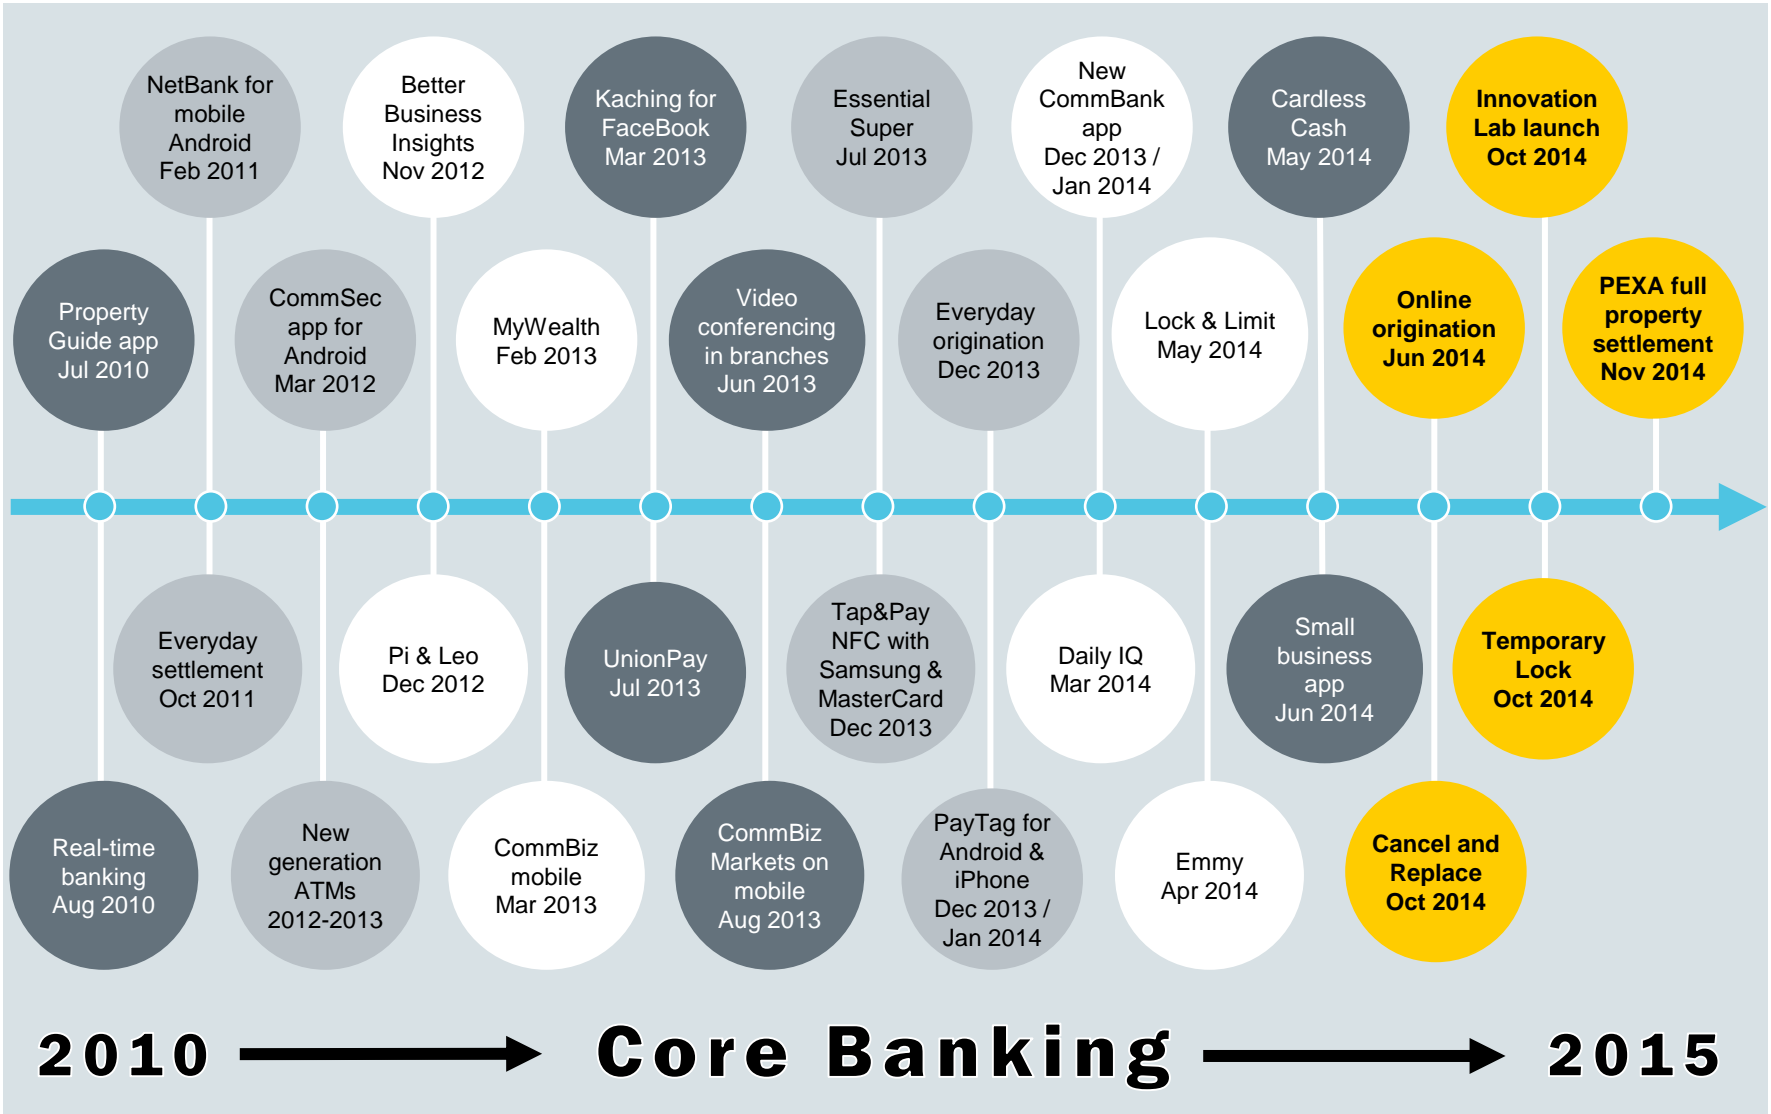 NetBank for
mobile
Android
Feb 2011
Better
Business
Insights
Nov 2012
Kaching for
FaceBook
Mar 2013
Essential
Super
Jul 2013
New
CommBank
app
Dec 2013 /
Jan 2014
Cardless
Cash
May 2014
Innovation
Lab launch
Oct 2014
Property
Guide app
Jul 2010
CommSec
app for
Android
Mar 2012
MyWealth
Feb 2013
Video
conferencing
in branches
Jun 2013
Everyday
origination
Dec 2013
Lock & Limit
May 2014
Online
origination
Jun 2014
PEXA full
property
settlement
Nov 2014
Everyday
settlement
Oct 2011
Pi & Leo
Dec 2012
UnionPay
Jul 2013
Tap&Pay
NFC with
Samsung &
MasterCard
Dec 2013
Daily IQ
Mar 2014
Small
business
app
Jun 2014
Temporary
Lock
Oct 2014
Real-time
banking
Aug 2010
New
generation
ATMs
2012-2013
CommBiz
mobile
Mar 2013
CommBiz
Markets on
mobile
Aug 2013
PayTag for
Android &
iPhone
Dec 2013 /
Jan 2014
Emmy
Apr 2014
Cancel and
Replace
Oct 2014
2010 Core Banking 2015